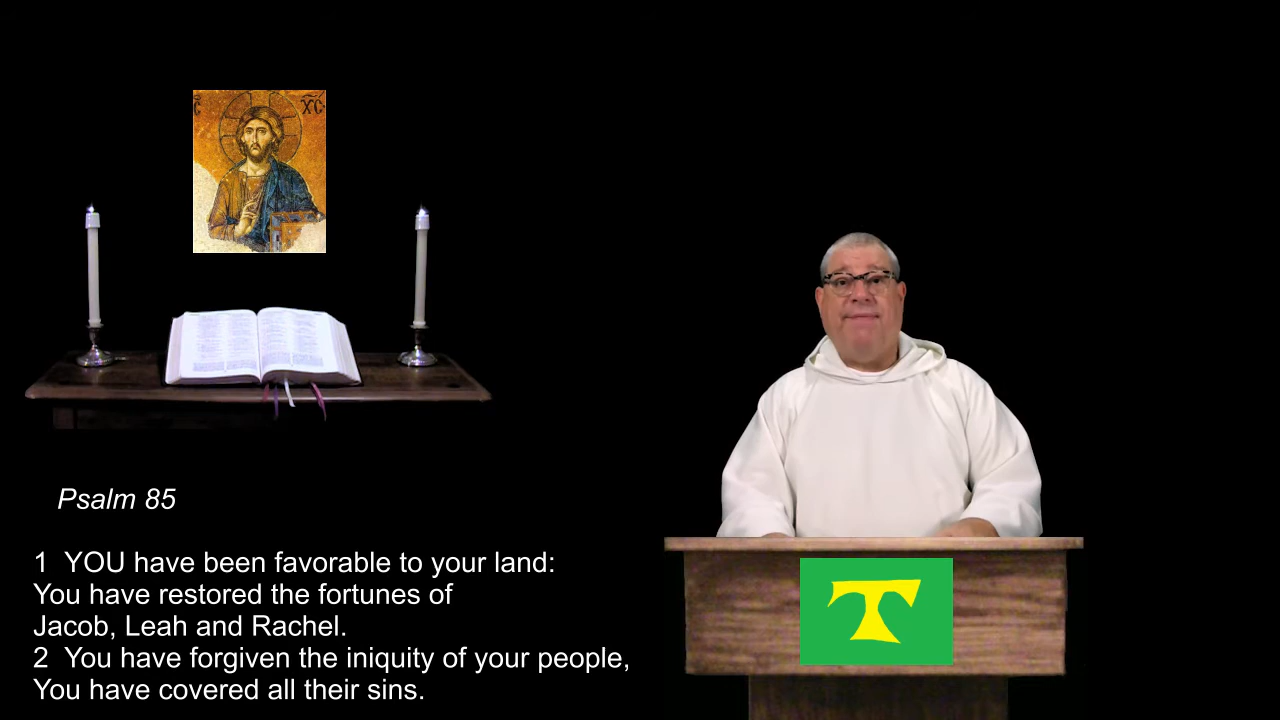 XC
Psalm 85
1 YOU have been favorable to your land:
You have restored the fortunes of
Jacob, Leah and Rachel.
2 You have forgiven the iniquity of your people,
You have covered all their sins.